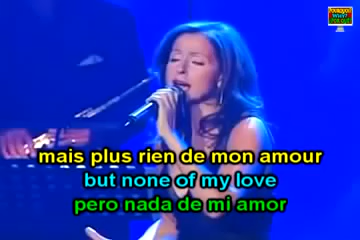 mais plus rien de mon amour
but none of my love
pero nada de mi amor